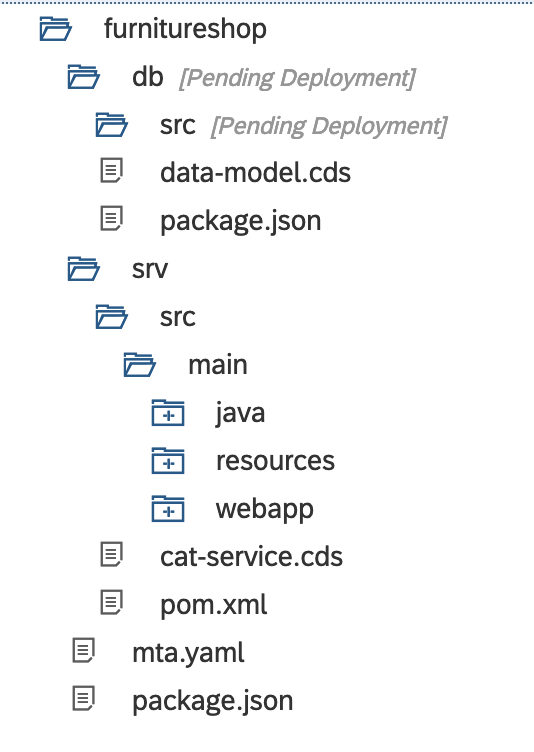 furnitureshop
db [Pending Deployment]
src [Pending Deployment]
data-model.cds
package.json
srv
src
main
java
resources
webapp
cat-service.cds
pom.xml
mta.yaml
package.json